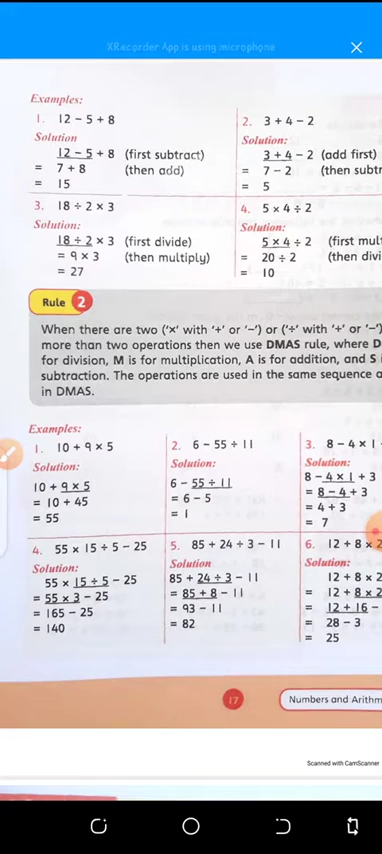 XRecorder App is using microphone
Examples:
1. 12 – 5 + 8
Solution
12 – 5 + 8 (first subtract)
= 7 + 8 (then add)
= 15
2. 3 + 4 – 2
Solution:
3 + 4 – 2 (add first)
= 7 – 2 (then subtr
= 5
3. 18 ÷ 2 × 3
Solution:
18 ÷ 2 × 3 (first divide)
= 9 × 3 (then multiply)
= 27
4. 5 × 4 ÷ 2
Solution:
5 × 4 ÷ 2 (first mul
= 20 ÷ 2 (then divi
= 10
Rule 2
When there are two ('×' with '+' or '–') or ('÷' with '+' or '–')
more than two operations then we use DMAS rule, where D
for division, M is for multiplication, A is for addition, and S i
subtraction. The operations are used in the same sequence a
in DMAS.
Examples:
1. 10 + 9 × 5
Solution:
10 + 9 × 5
= 10 + 45
= 55
2. 6 – 55 ÷ 11
Solution:
6 – 55 ÷ 11
= 6 – 5
= 1
3. 8 – 4 × 1
Solution:
8 – 4 × 1 + 3
= 8 – 4 + 3
= 4 + 3
= 7
4. 55 × 15 ÷ 5 – 25
Solution:
55 × 15 ÷ 5 – 25
= 55 × 3 – 25
= 165 – 25
= 140
5. 85 + 24 ÷ 3 – 11
Solution
85 + 24 ÷ 3 – 11
= 85 + 8 – 11
= 93 – 11
= 82
6. 12 + 8 × 2
Solution:
12 + 8 × 2
= 12 + 8 × 2
= 12 + 16 –
= 28 – 3
= 25
17
Numbers and Arithm
Scanned with CamScanner